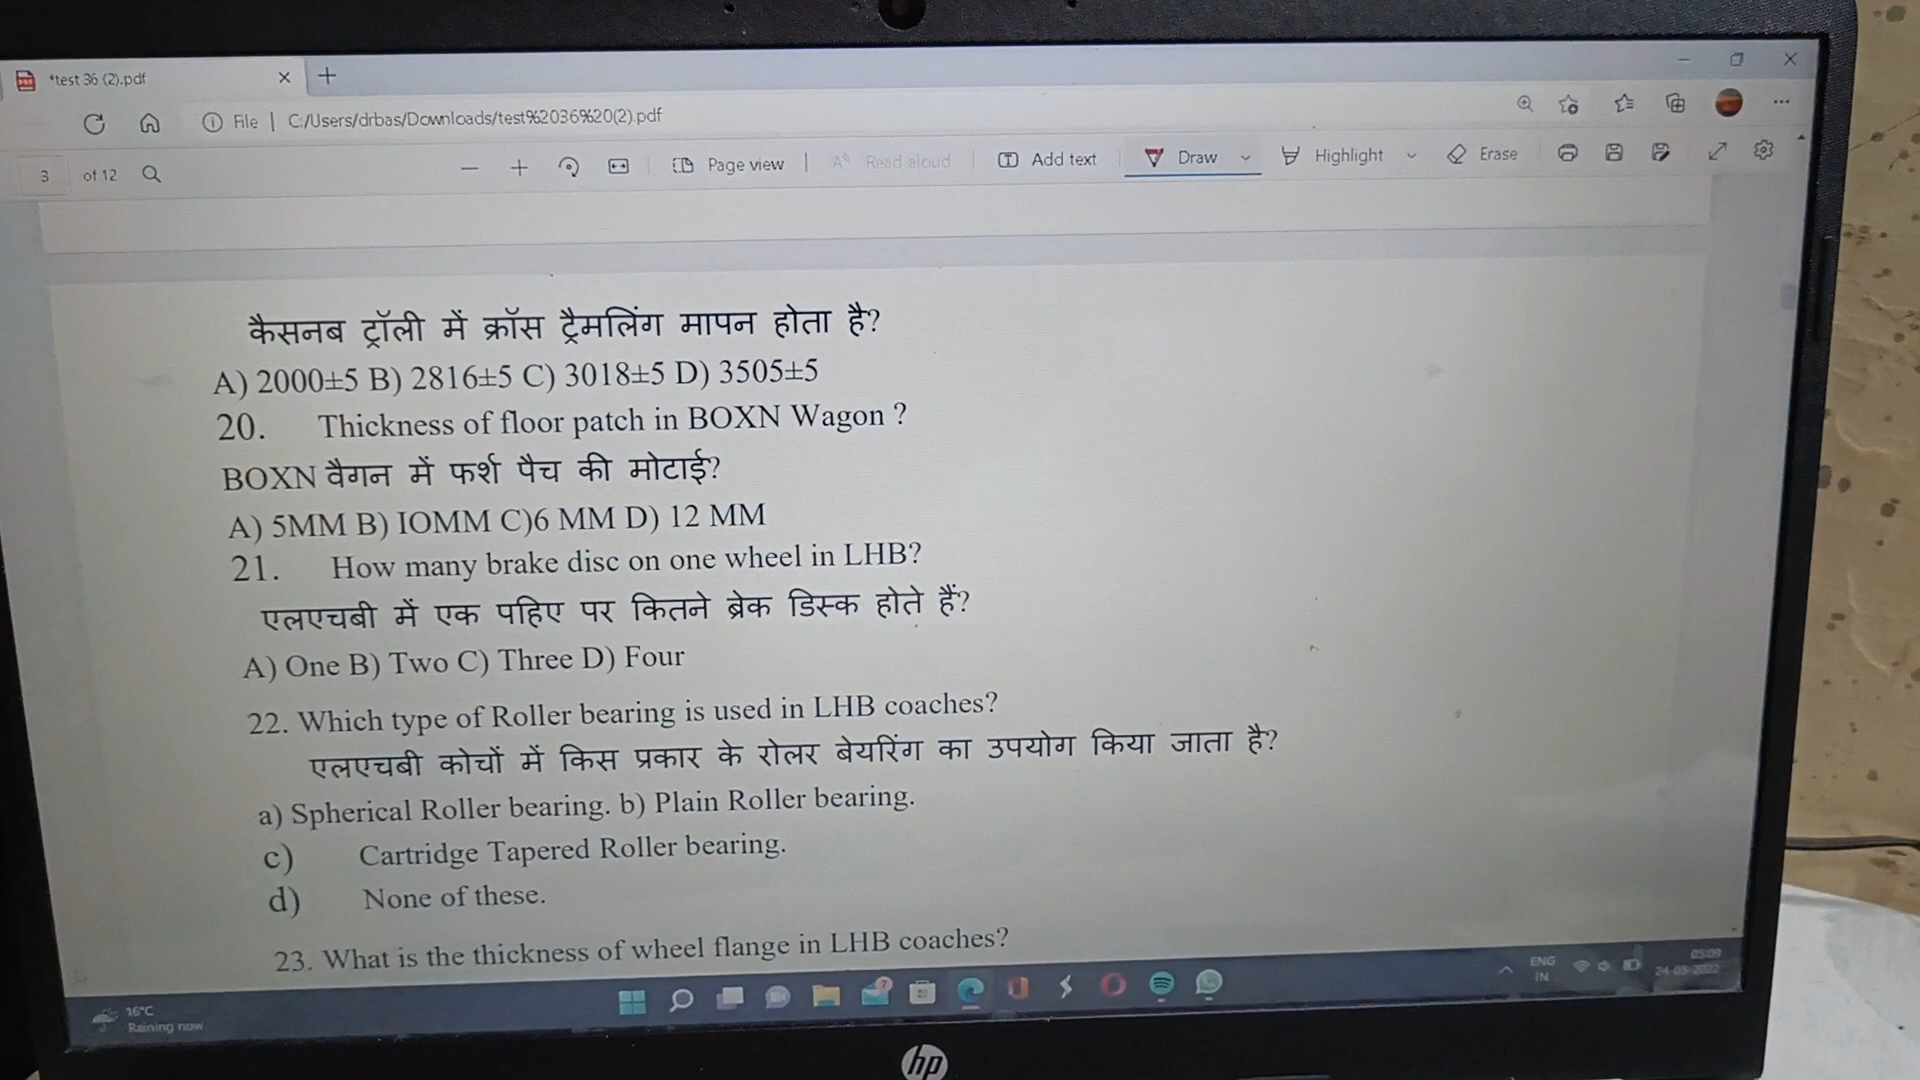 *test 36 (2).pdf
File | C:/Users/drbas/Downloads/test%2036%20(2).pdf
3 of 12 Page view | Read aloud | Add text Draw Highlight Erase
कैसनब ट्रॉली में क्रॉस ट्रैमलिंग मापन होता है?
A) 2000±5 B) 2816±5 C) 3018±5 D) 3505±5
20. Thickness of floor patch in BOXN Wagon ?
BOXN वैगन में फर्श पैच की मोटाई?
A) 5MM B) IOMM C)6 MM D) 12 MM
21. How many brake disc on one wheel in LHB?
एलएचबी में एक पहिए पर कितने ब्रेक डिस्क होते हैं?
A) One B) Two C) Three D) Four
22. Which type of Roller bearing is used in LHB coaches?
एलएचबी कोचों में किस प्रकार के रोलर बेयरिंग का उपयोग किया जाता है?
a) Spherical Roller bearing. b) Plain Roller bearing.
c) Cartridge Tapered Roller bearing.
d) None of these.
23. What is the thickness of wheel flange in LHB coaches?
16°C
Raining now
ENG
IN
05:09
24-05-2022
hp